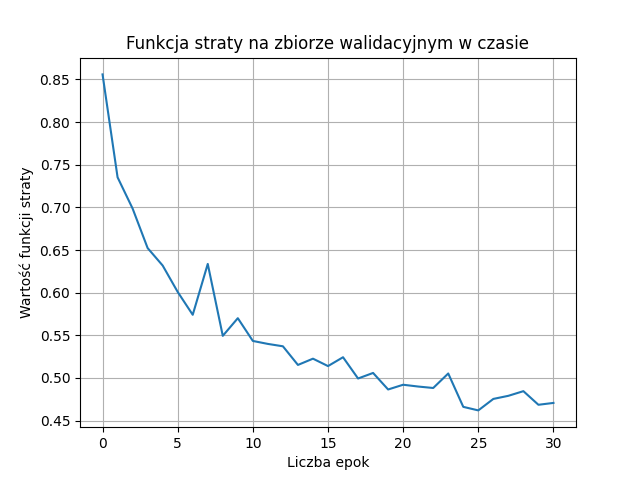 Funkcja straty na zbiorze walidacyjnym w czasie
Wartość funkcji straty
0.85
0.80
0.75
0.70
0.65
0.60
0.55
0.50
0.45
0 5 10 15 20 25 30
Liczba epok